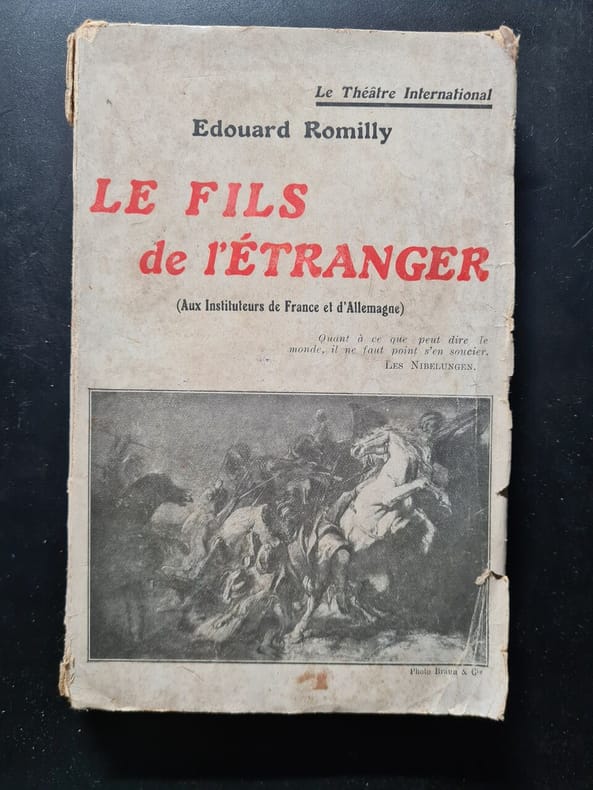 Le Théâtre International
Edouard Romilly
LE FILS
de l'ÉTRANGER
(Aux Instituteurs de France et d'Allemagne)
Quant à ce que peut dire le
monde, il ne faut point s'en soucier.
LES NIBELUNGEN.
Photo Braun & Cie